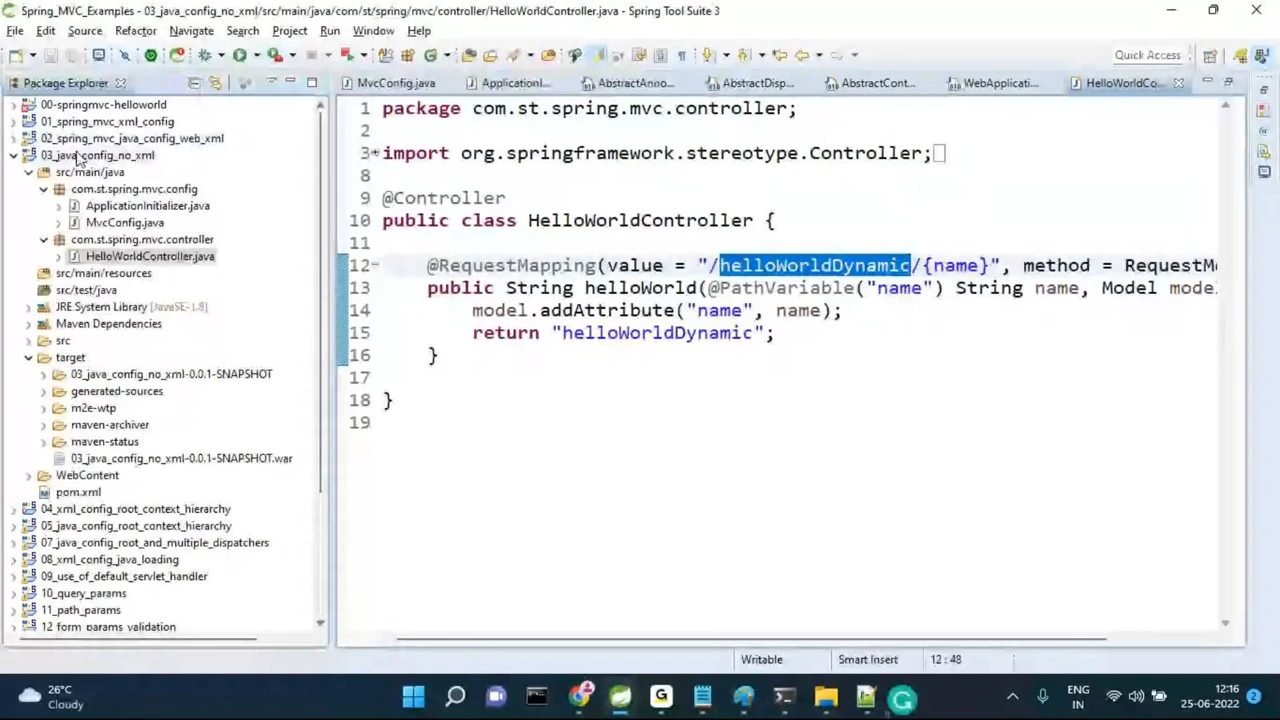 Spring_MVC_Examples - 03_java_config_no_xml/src/main/java/com/st/spring/mvc/controller/HelloWorldController.java - Spring Tool Suite 3
File Edit Source Refactor Navigate Search Project Run Window Help
Quick Access
Package Explorer
MvcConfig.java ApplicationI... AbstractAnno... AbstractDisp... AbstractCont... WebApplicati... HelloWorldCo...
00-springmvc-helloworld
01_spring_mvc_xml_config
02_spring_mvc_java_config_web_xml
03_java_config_no_xml
src/main/java
com.st.spring.mvc.config
ApplicationInitializer.java
MvcConfig.java
com.st.spring.mvc.controller
HelloWorldController.java
src/main/resources
src/test/java
JRE System Library [JavaSE-1.8]
Maven Dependencies
src
target
03_java_config_no_xml-0.0.1-SNAPSHOT
generated-sources
m2e-wtp
maven-archiver
maven-status
03_java_config_no_xml-0.0.1-SNAPSHOT.war
WebContent
pom.xml
04_xml_config_root_context_hierarchy
05_java_config_root_context_hierarchy
07_java_config_root_and_multiple_dispatchers
08_xml_config_java_loading
09_use_of_default_servlet_handler
10_query_params
11_path_params
12_form_params_validation
1 package com.st.spring.mvc.controller;
2
3 import org.springframework.stereotype.Controller;
8
9 @Controller
10 public class HelloWorldController {
11
12 @RequestMapping(value = "/helloWorldDynamic/{name}", method = RequestM
13 public String helloWorld(@PathVariable("name") String name, Model model
14 model.addAttribute("name", name);
15 return "helloWorldDynamic";
16 }
17
18 }
19
Writable Smart Insert 12 : 48
26°C
Cloudy
ENG
IN
12:16
25-06-2022
2